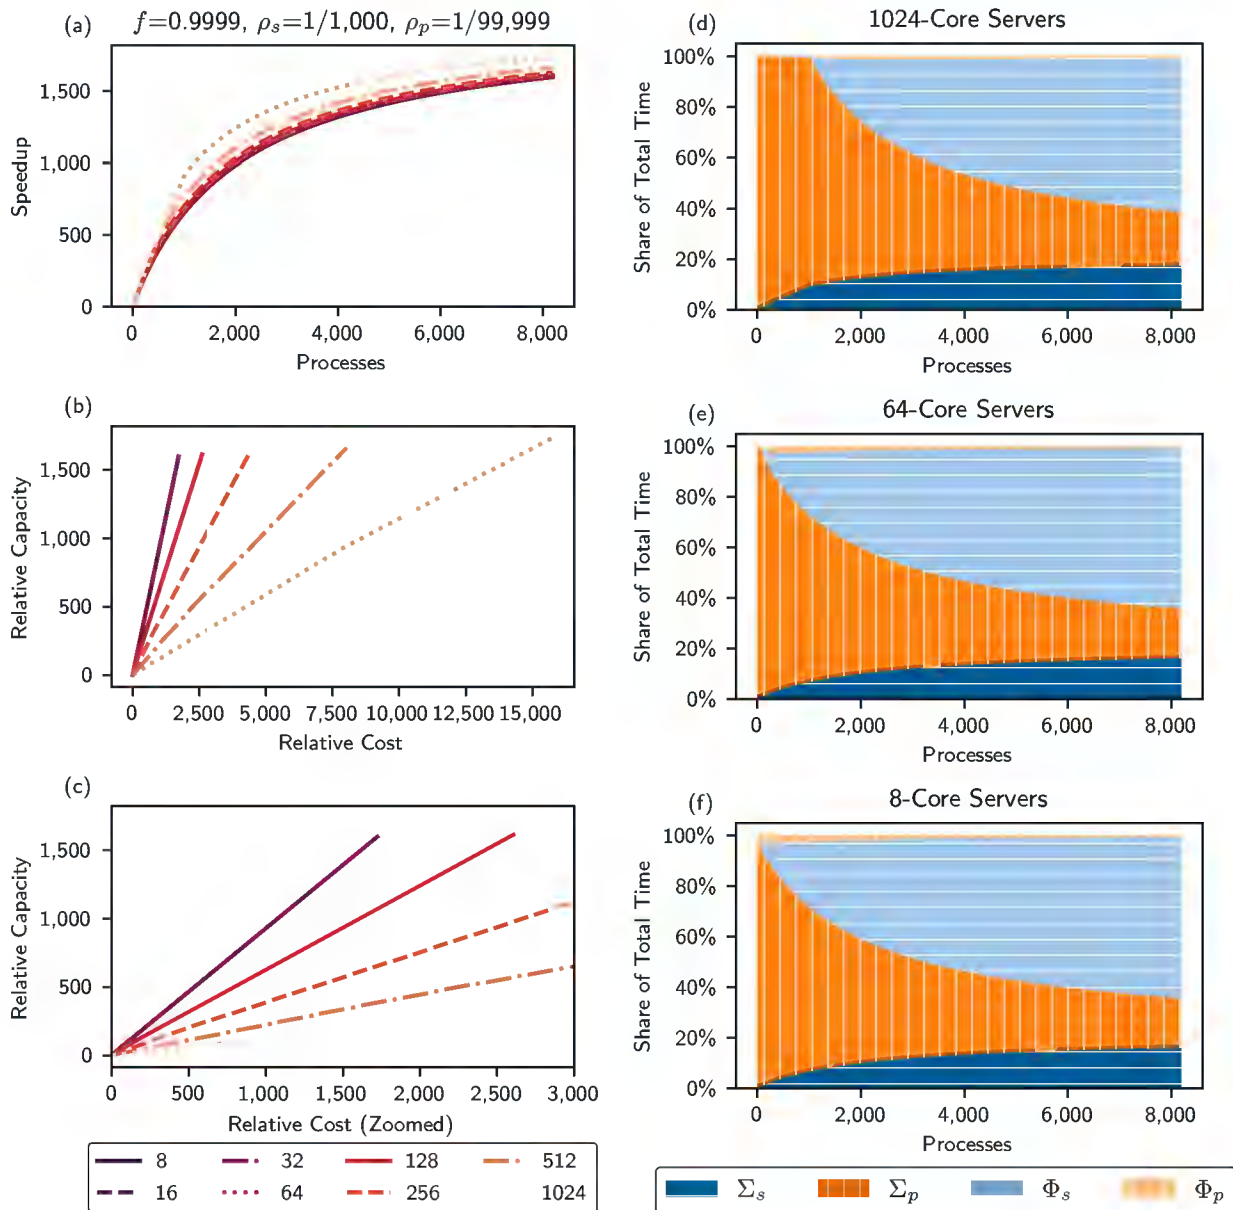 (a)
f=0.9999, ρs=1/1,000, ρp=1/99,999
1,500
1,000
500
0
Speedup
0 2,000 4,000 6,000 8,000
Processes
(b)
1,500
1,000
500
0
Relative Capacity
0 2,500 5,000 7,500 10,000 12,500 15,000
Relative Cost
(c)
1,500
1,000
500
0
Relative Capacity
0 500 1,000 1,500 2,000 2,500 3,000
Relative Cost (Zoomed)
8 32 128 512
16 64 256 1024
(d)
1024-Core Servers
100%
80%
60%
40%
20%
0%
Share of Total Time
0 2,000 4,000 6,000 8,000
Processes
(e)
64-Core Servers
100%
80%
60%
40%
20%
0%
Share of Total Time
0 2,000 4,000 6,000 8,000
Processes
(f)
8-Core Servers
100%
80%
60%
40%
20%
0%
Share of Total Time
0 2,000 4,000 6,000 8,000
Processes
Σs Σp Φs Φp